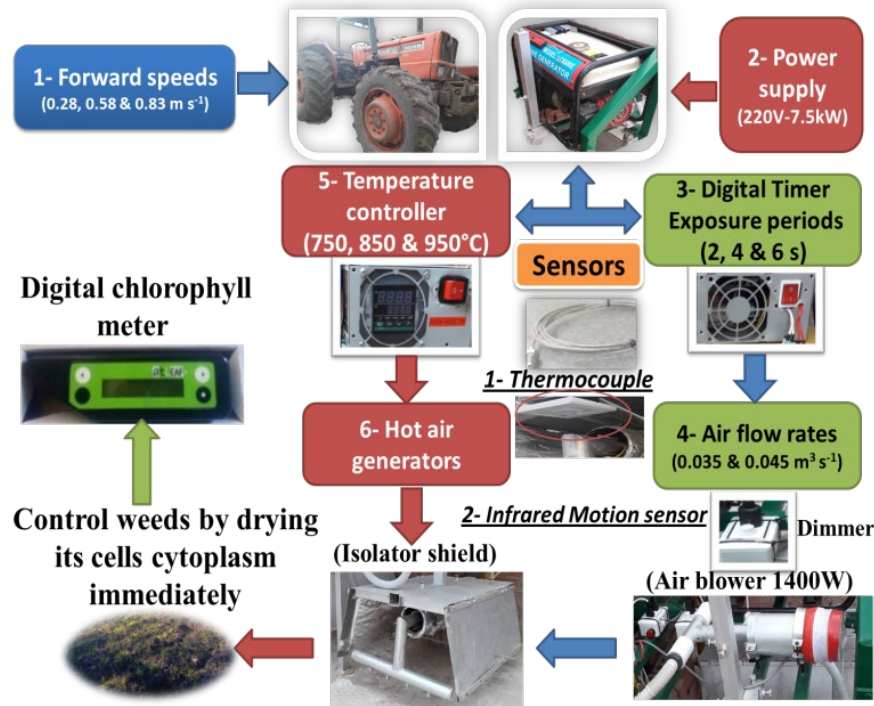 1- Forward speeds
(0.28, 0.58 & 0.83 m s⁻¹)
GENERATOR
2- Power
supply
(220V-7.5kW)
5- Temperature
controller
(750, 850 & 950°C)
3- Digital Timer
Exposure periods
(2, 4 & 6 s)
Sensors
Digital chlorophyll
meter
1- Thermocouple
6- Hot air
generators
4- Air flow rates
(0.035 & 0.045 m³ s⁻¹)
2- Infrared Motion sensor
Dimmer
Control weeds by drying
its cells cytoplasm
immediately
(Isolator shield)
(Air blower 1400W)